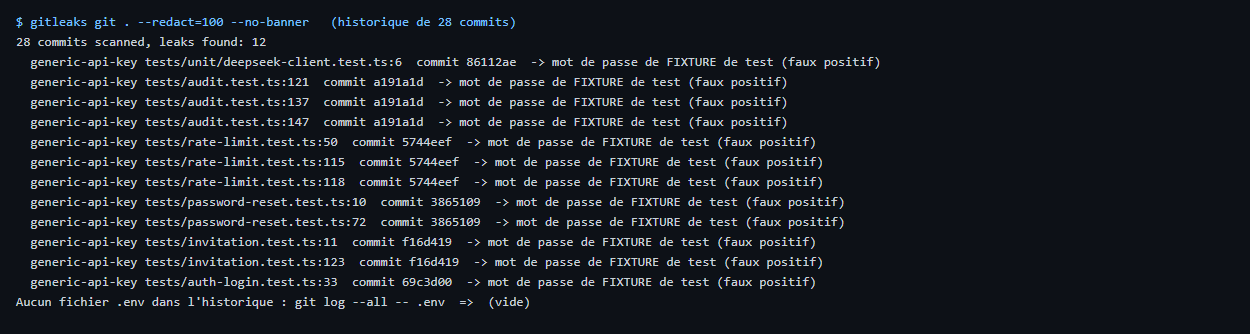 $ gitleaks git . --redact=100 --no-banner   (historique de 28 commits)
28 commits scanned, leaks found: 12
  generic-api-key tests/unit/deepseek-client.test.ts:6  commit 86112ae  -> mot de passe de FIXTURE de test (faux positif)
  generic-api-key tests/audit.test.ts:121  commit a191a1d  -> mot de passe de FIXTURE de test (faux positif)
  generic-api-key tests/audit.test.ts:137  commit a191a1d  -> mot de passe de FIXTURE de test (faux positif)
  generic-api-key tests/audit.test.ts:147  commit a191a1d  -> mot de passe de FIXTURE de test (faux positif)
  generic-api-key tests/rate-limit.test.ts:50  commit 5744eef  -> mot de passe de FIXTURE de test (faux positif)
  generic-api-key tests/rate-limit.test.ts:115  commit 5744eef  -> mot de passe de FIXTURE de test (faux positif)
  generic-api-key tests/rate-limit.test.ts:118  commit 5744eef  -> mot de passe de FIXTURE de test (faux positif)
  generic-api-key tests/password-reset.test.ts:10  commit 3865109  -> mot de passe de FIXTURE de test (faux positif)
  generic-api-key tests/password-reset.test.ts:72  commit 3865109  -> mot de passe de FIXTURE de test (faux positif)
  generic-api-key tests/invitation.test.ts:11  commit f16d419  -> mot de passe de FIXTURE de test (faux positif)
  generic-api-key tests/invitation.test.ts:123  commit f16d419  -> mot de passe de FIXTURE de test (faux positif)
  generic-api-key tests/auth-login.test.ts:33  commit 69c3d00  -> mot de passe de FIXTURE de test (faux positif)
Aucun fichier .env dans l'historique : git log --all -- .env  =>  (vide)